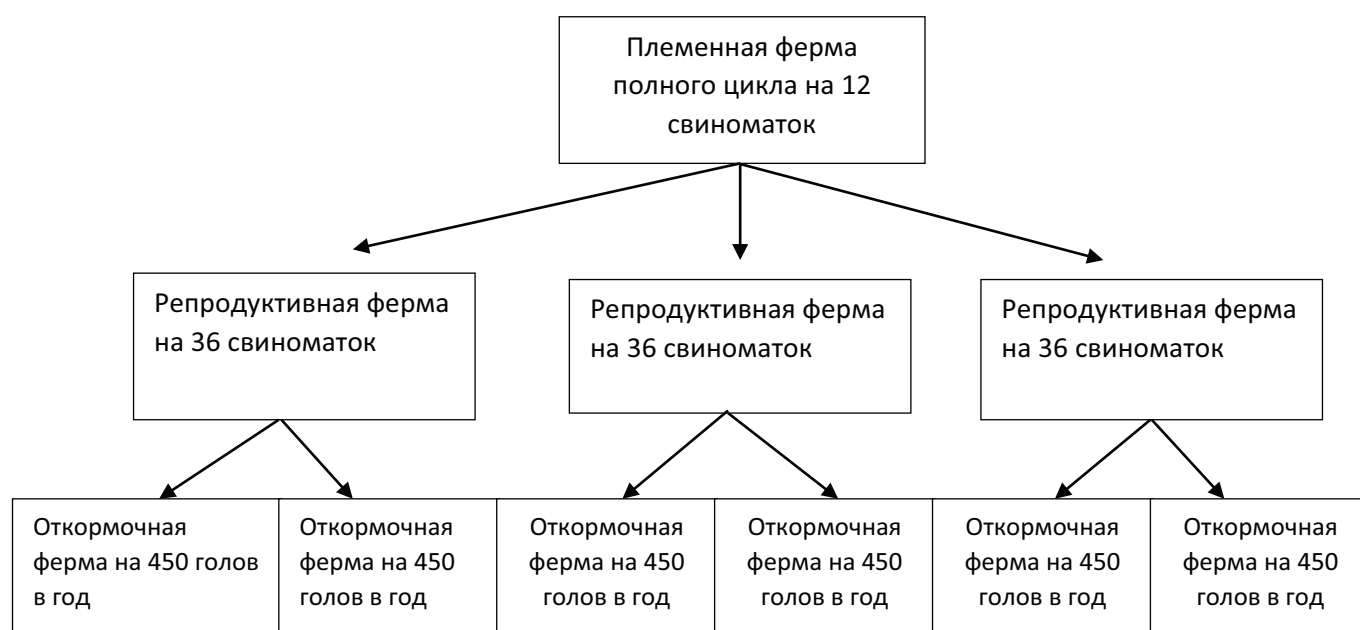 Племенная ферма
полного цикла на 12
свиноматок
Репродуктивная ферма
на 36 свиноматок
Репродуктивная ферма
на 36 свиноматок
Репродуктивная ферма
на 36 свиноматок
Откормочная
ферма на 450 голов
в год
Откормочная
ферма на 450
голов в год
Откормочная
ферма на 450
голов в год
Откормочная
ферма на 450
голов в год
Откормочная
ферма на 450
голов в год
Откормочная
ферма на 450
голов в год